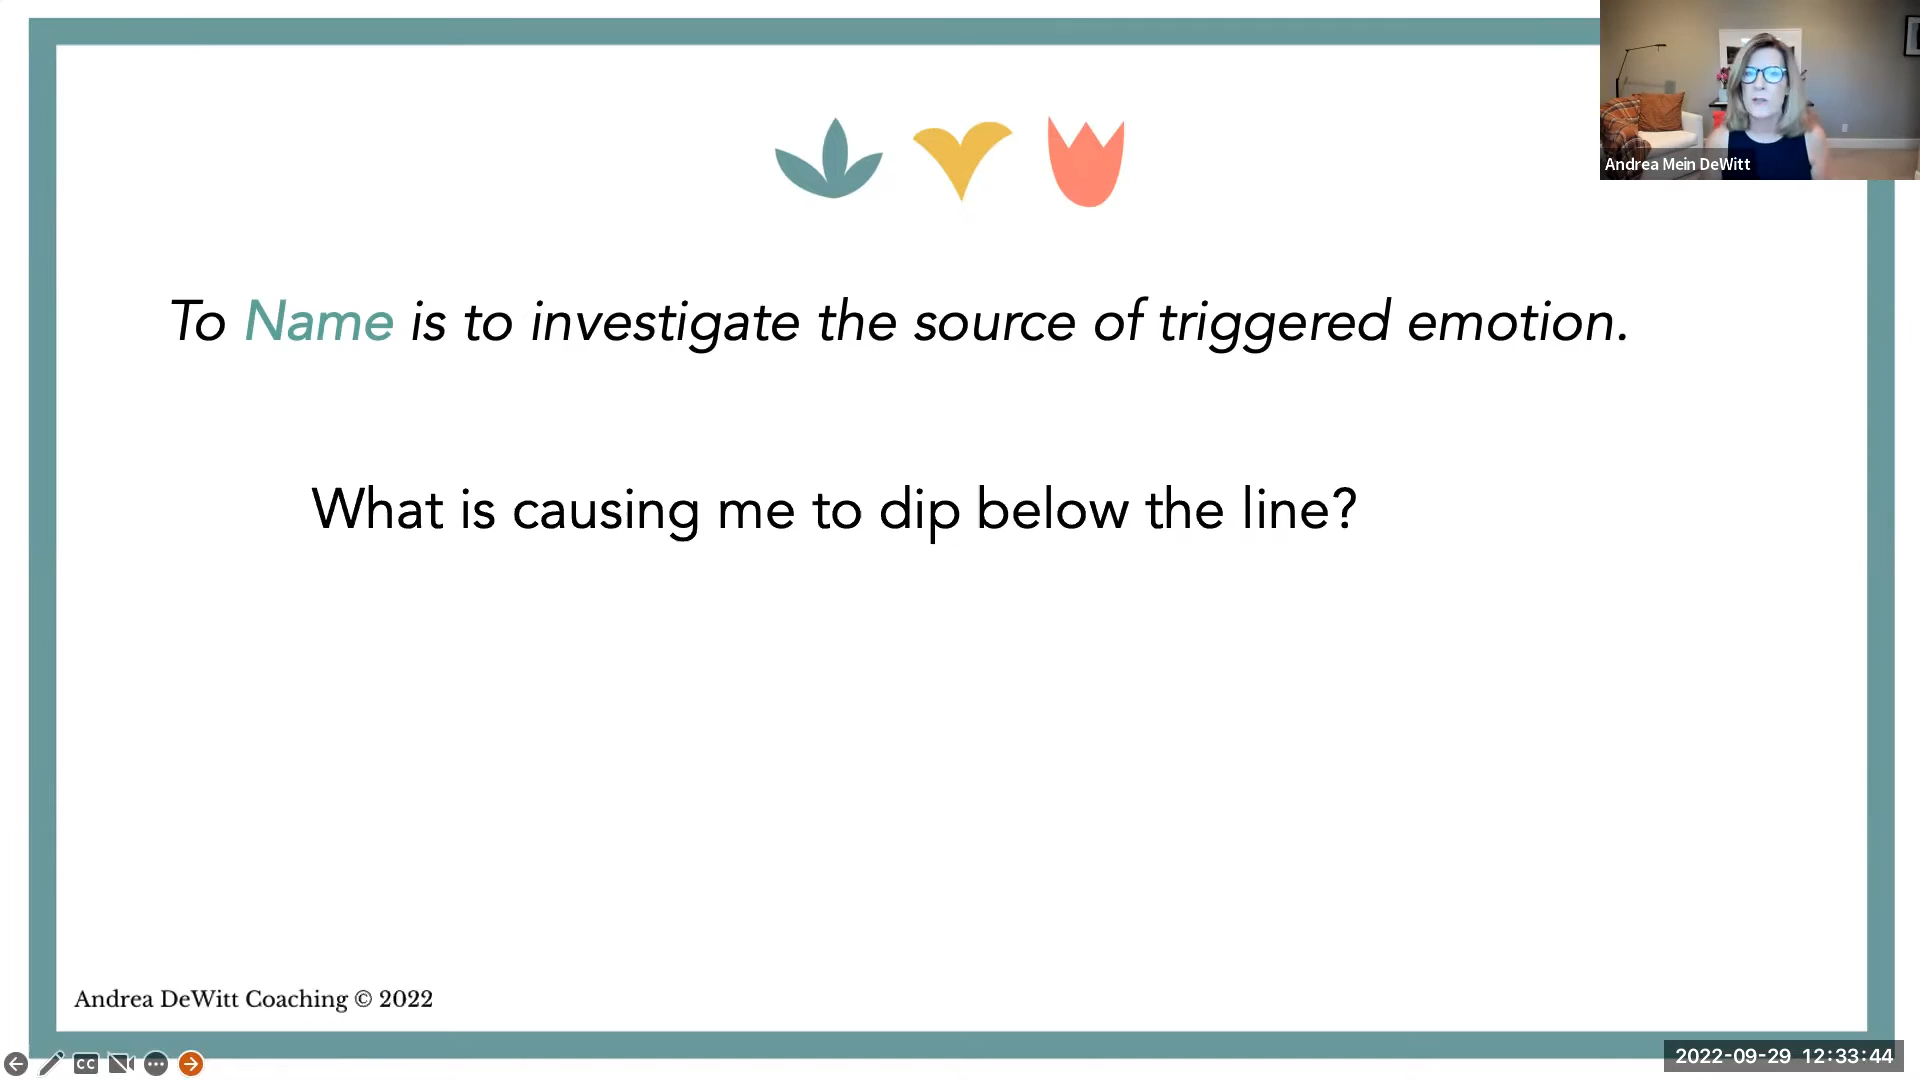 Andrea Mein DeWitt
To Name is to investigate the source of triggered emotion.
What is causing me to dip below the line?
Andrea DeWitt Coaching © 2022
CC
2022-09-29 12:33:44